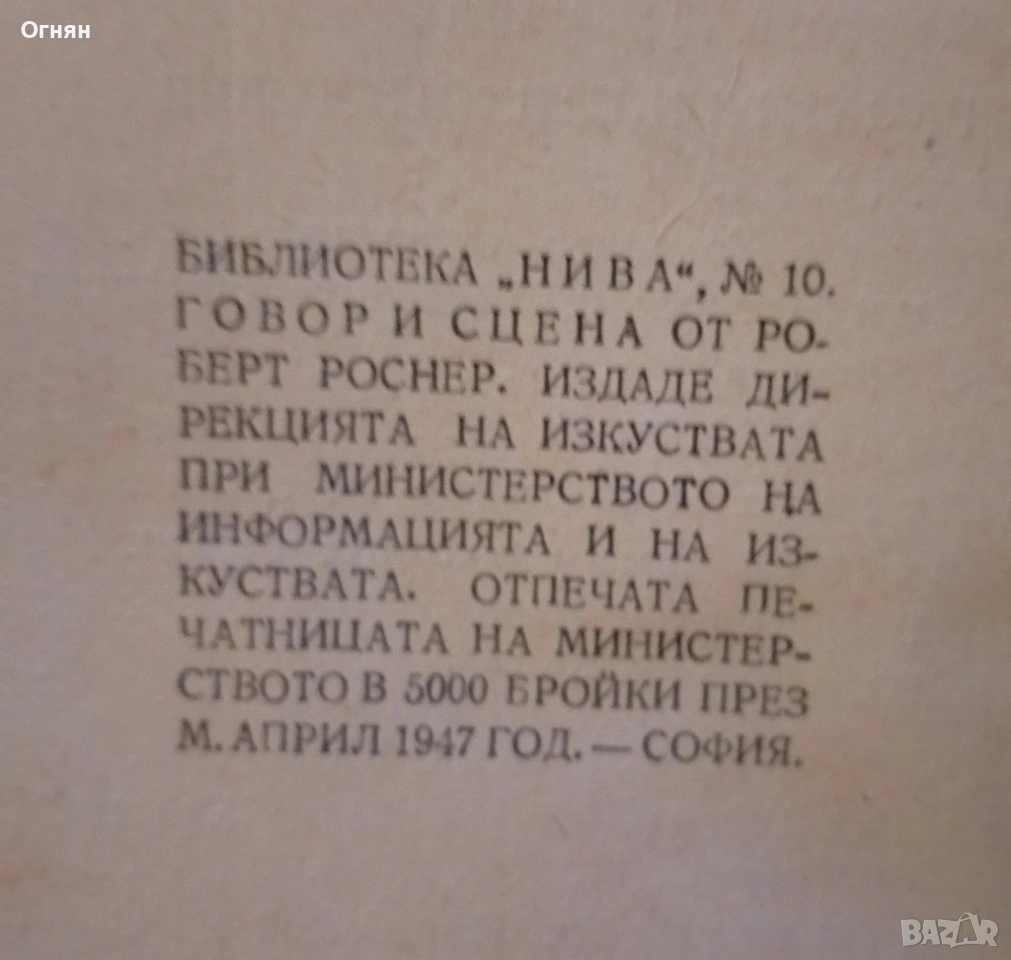 Огнян
БИБЛИОТЕКА „НИВА“, № 10.
ГОВОР И СЦЕНА ОТ РО-
БЕРТ РОСНЕР. ИЗДАДЕ ДИ-
РЕКЦИЯТА НА ИЗКУСТВАТА
ПРИ МИНИСТЕРСТВОТО НА
ИНФОРМАЦИЯТА И НА ИЗ-
КУСТВАТА. ОТПЕЧАТА ПЕ-
ЧАТНИЦАТА НА МИНИСТЕР-
СТВОТО В 5000 БРОЙКИ ПРЕЗ
М. АПРИЛ 1947 ГОД. — СОФИЯ.
BAZAR